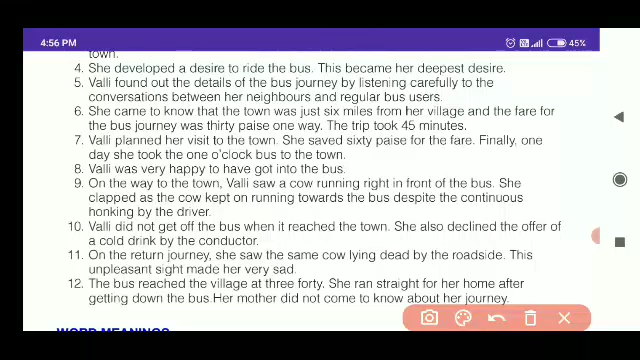 4:56 PM
45%
town.
4. She developed a desire to ride the bus. This became her deepest desire.
5. Valli found out the details of the bus journey by listening carefully to the
conversations between her neighbours and regular bus users.
6. She came to know that the town was just six miles from her village and the fare for
the bus journey was thirty paise one way. The trip took 45 minutes.
7. Valli planned her visit to the town. She saved sixty paise for the fare. Finally, one
day she took the one o'clock bus to the town.
8. Valli was very happy to have got into the bus.
9. On the way to the town, Valli saw a cow running right in front of the bus. She
clapped as the cow kept on running towards the bus despite the continuous
honking by the driver.
10. Valli did not get off the bus when it reached the town. She also declined the offer of
a cold drink by the conductor.
11. On the return journey, she saw the same cow lying dead by the roadside. This
unpleasant sight made her very sad.
12. The bus reached the village at three forty. She ran straight for her home after
getting down the bus. Her mother did not come to know about her journey.
WORD MEANINGS